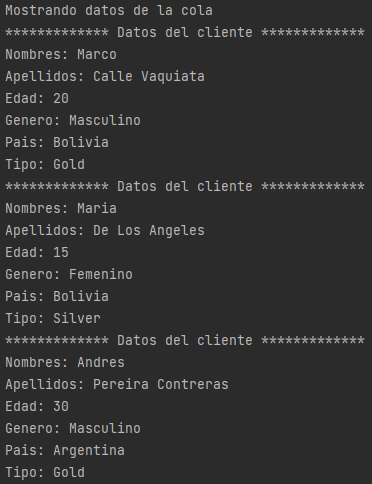 Mostrando datos de la cola
************* Datos del cliente *************
Nombres: Marco
Apellidos: Calle Vaquiata
Edad: 20
Genero: Masculino
Pais: Bolivia
Tipo: Gold
************* Datos del cliente *************
Nombres: Maria
Apellidos: De Los Angeles
Edad: 15
Genero: Femenino
Pais: Bolivia
Tipo: Silver
************* Datos del cliente *************
Nombres: Andres
Apellidos: Pereira Contreras
Edad: 30
Genero: Masculino
Pais: Argentina
Tipo: Gold